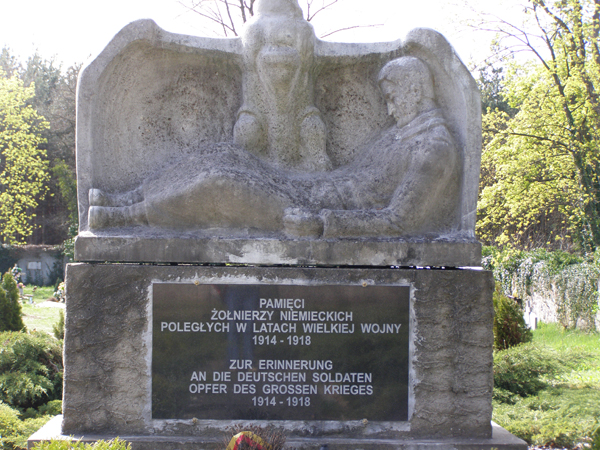 PAMIĘCI
ŻOŁNIERZY NIEMIECKICH
POLEGŁYCH W LATACH WIELKIEJ WOJNY
1914 - 1918
ZUR ERINNERUNG
AN DIE DEUTSCHEN SOLDATEN
OPFER DES GROSSEN KRIEGES
1914 - 1918